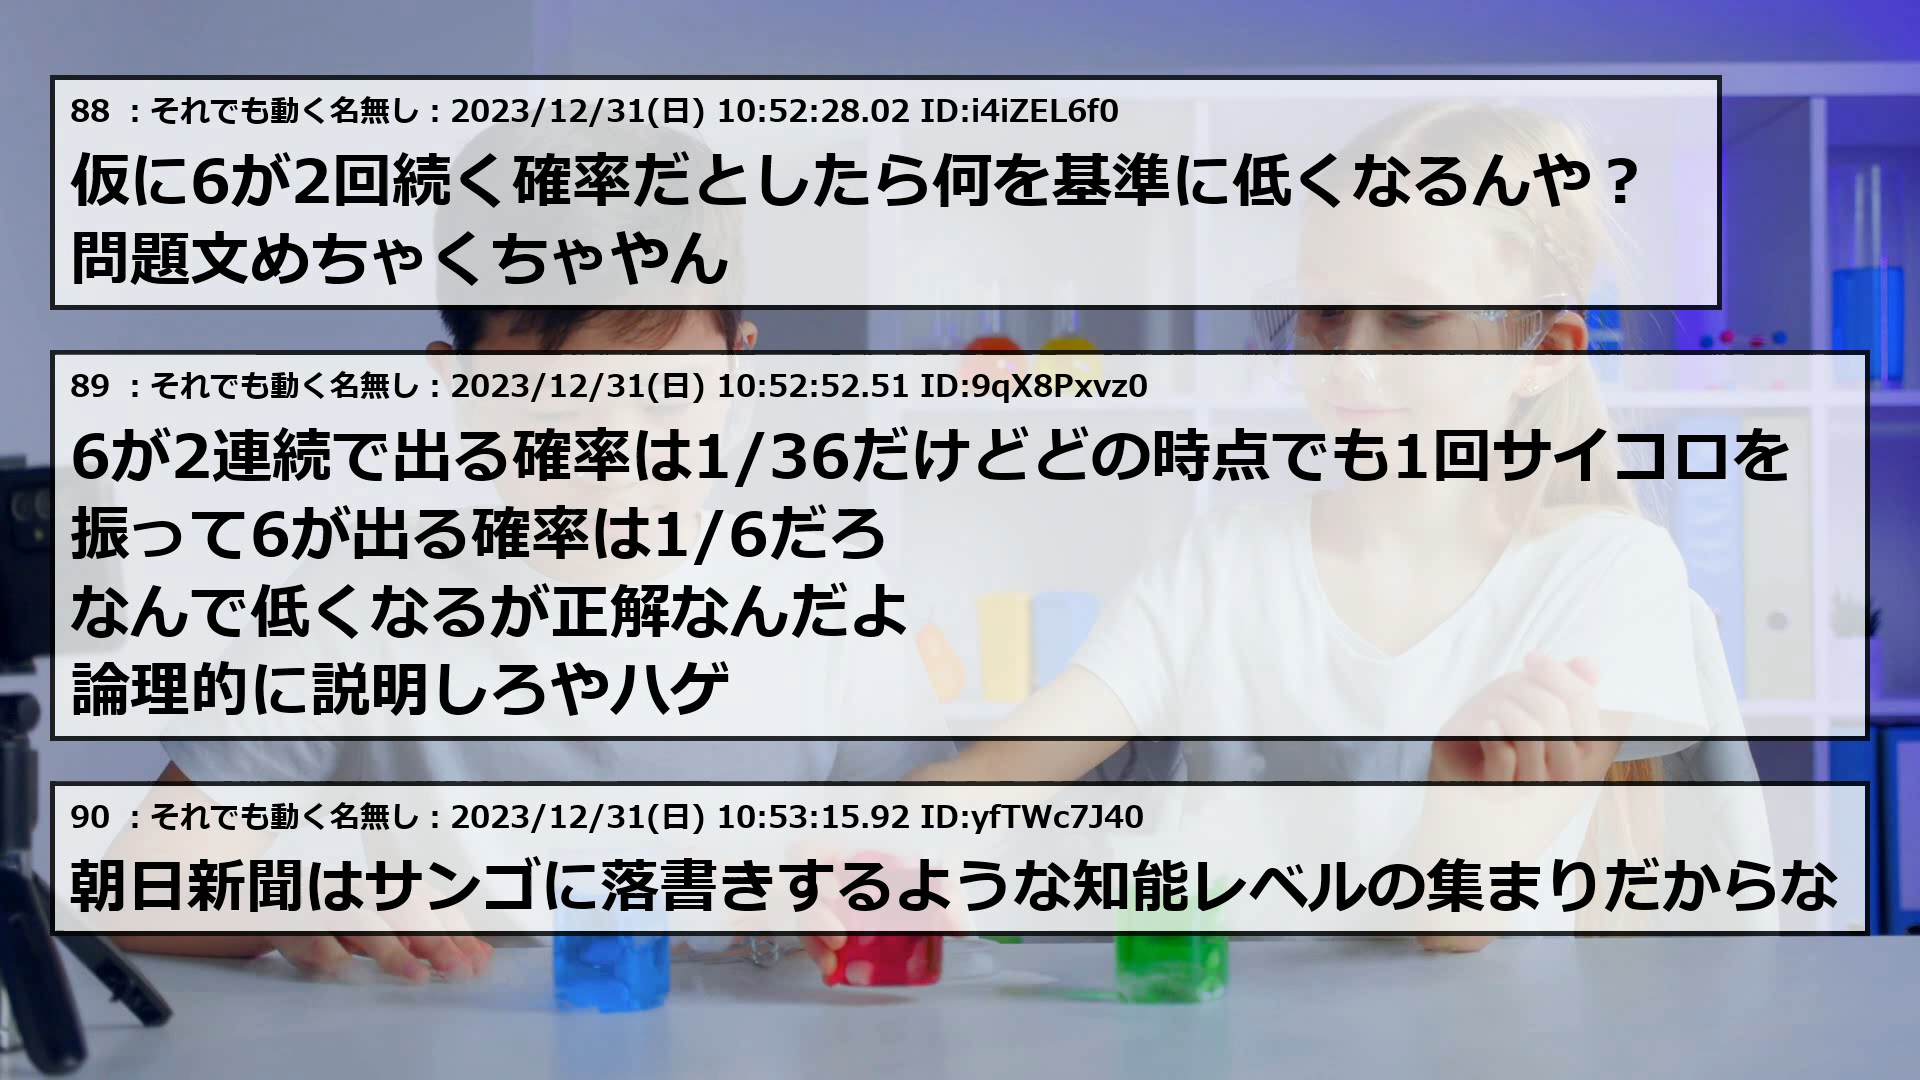 88 ：それでも動く名無し：2023/12/31(日) 10:52:28.02 ID:i4iZEL6f0
仮に6が2回続く確率だとしたら何を基準に低くなるんや？
問題文めちゃくちゃやん
89 ：それでも動く名無し：2023/12/31(日) 10:52:52.51 ID:9qX8Pxvz0
6が2連続で出る確率は1/36だけどどの時点でも1回サイコロを
振って6が出る確率は1/6だろ
なんで低くなるが正解なんだよ
論理的に説明しろやハゲ
90 ：それでも動く名無し：2023/12/31(日) 10:53:15.92 ID:yfTWc7J40
朝日新聞はサンゴに落書きするような知能レベルの集まりだからな